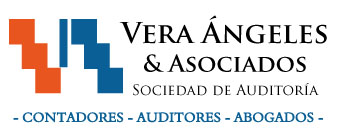 VERA ÁNGELES
& ASOCIADOS
SOCIEDAD DE AUDITORÍA
- CONTADORES - AUDITORES - ABOGADOS -